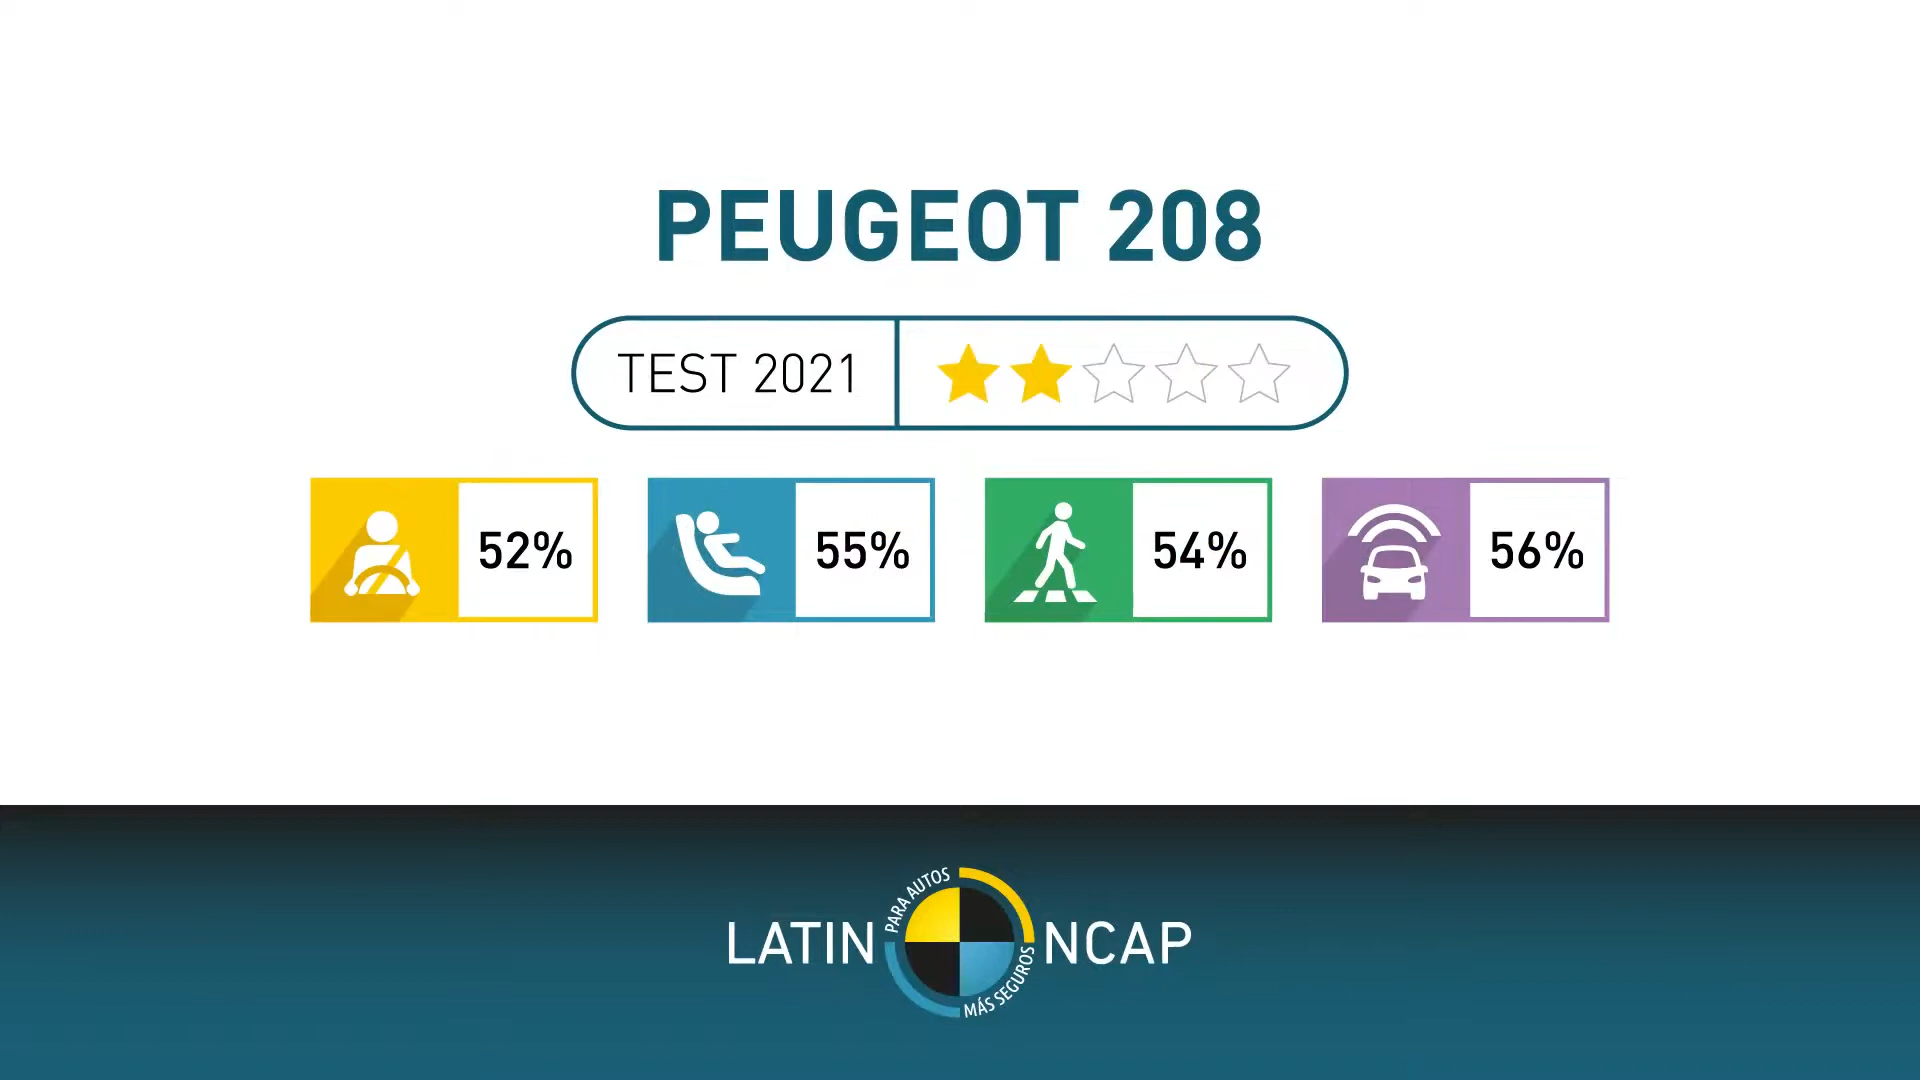 PEUGEOT 208
TEST 2021
52%
55%
54%
56%
PARA AUTOS
LATIN NCAP
MÁS SEGUROS